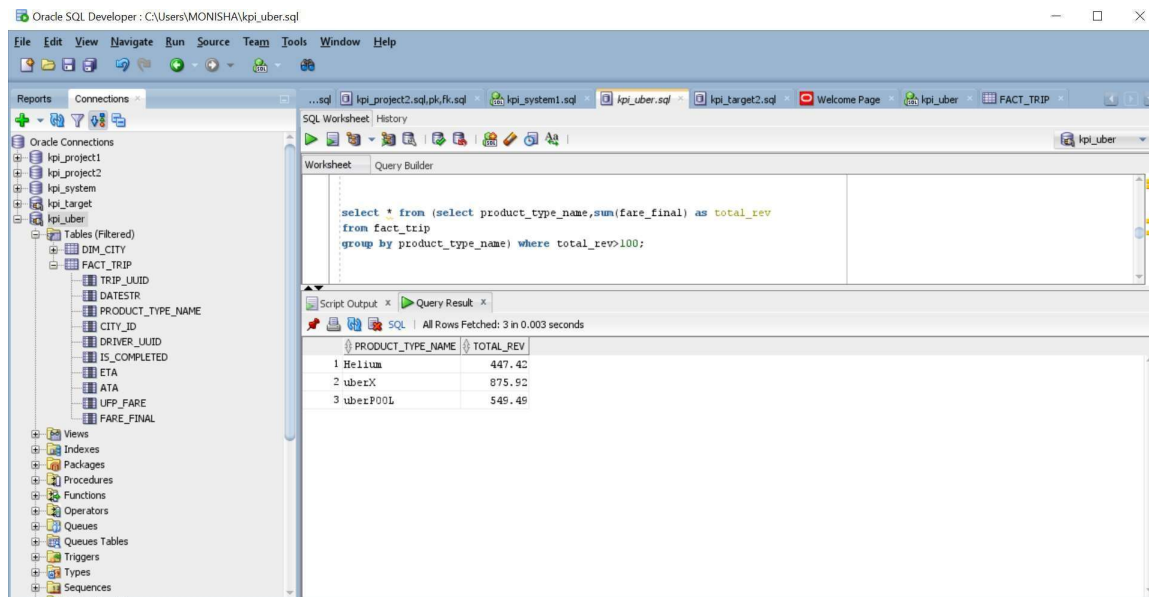 Oracle SQL Developer : C:\Users\MONISHA\kpi_uber.sql
File Edit View Navigate Run Source Team Tools Window Help
Reports Connections
...sql kpi_project2.sql,pk,fk.sql kpi_system1.sql kpi_uber.sql kpi_target2.sql Welcome Page kpi_uber FACT_TRIP
SQL Worksheet History
kpi_uber
Worksheet Query Builder
select * from (select product_type_name,sum(fare_final) as total_rev
from fact_trip
group by product_type_name) where total_rev>100;
Script Output x Query Result x
SQL | All Rows Fetched: 3 in 0.003 seconds
PRODUCT_TYPE_NAME TOTAL_REV
1 Helium 447.42
2 uberX 875.92
3 uberPOOL 549.49
Oracle Connections
kpi_project1
kpi_project2
kpi_system
kpi_target
kpi_uber
Tables (Filtered)
DIM_CITY
FACT_TRIP
TRIP_UUID
DATESTR
PRODUCT_TYPE_NAME
CITY_ID
DRIVER_UUID
IS_COMPLETED
ETA
ATA
UFP_FARE
FARE_FINAL
Views
Indexes
Packages
Procedures
Functions
Operators
Queues
Queues Tables
Triggers
Types
Sequences